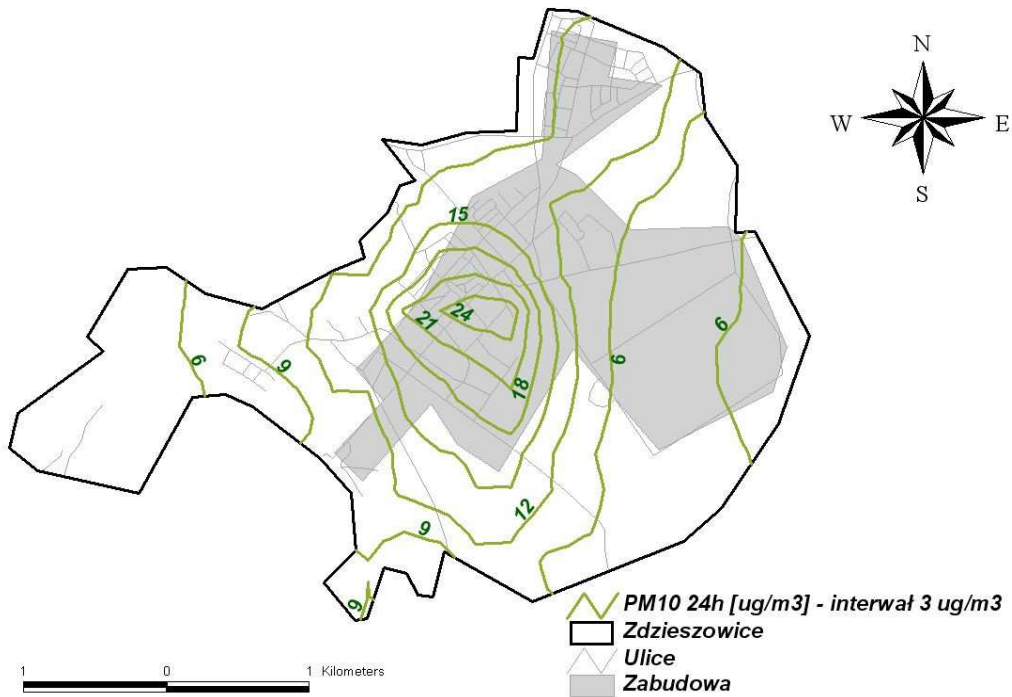 N
W E
S
15
24
21
6
9
9
6
18
12
9
6
PM10 24h [ug/m3] - interwał 3 ug/m3
Zdzieszowice
Ulice
Zabudowa
1 0 1 Kilometers